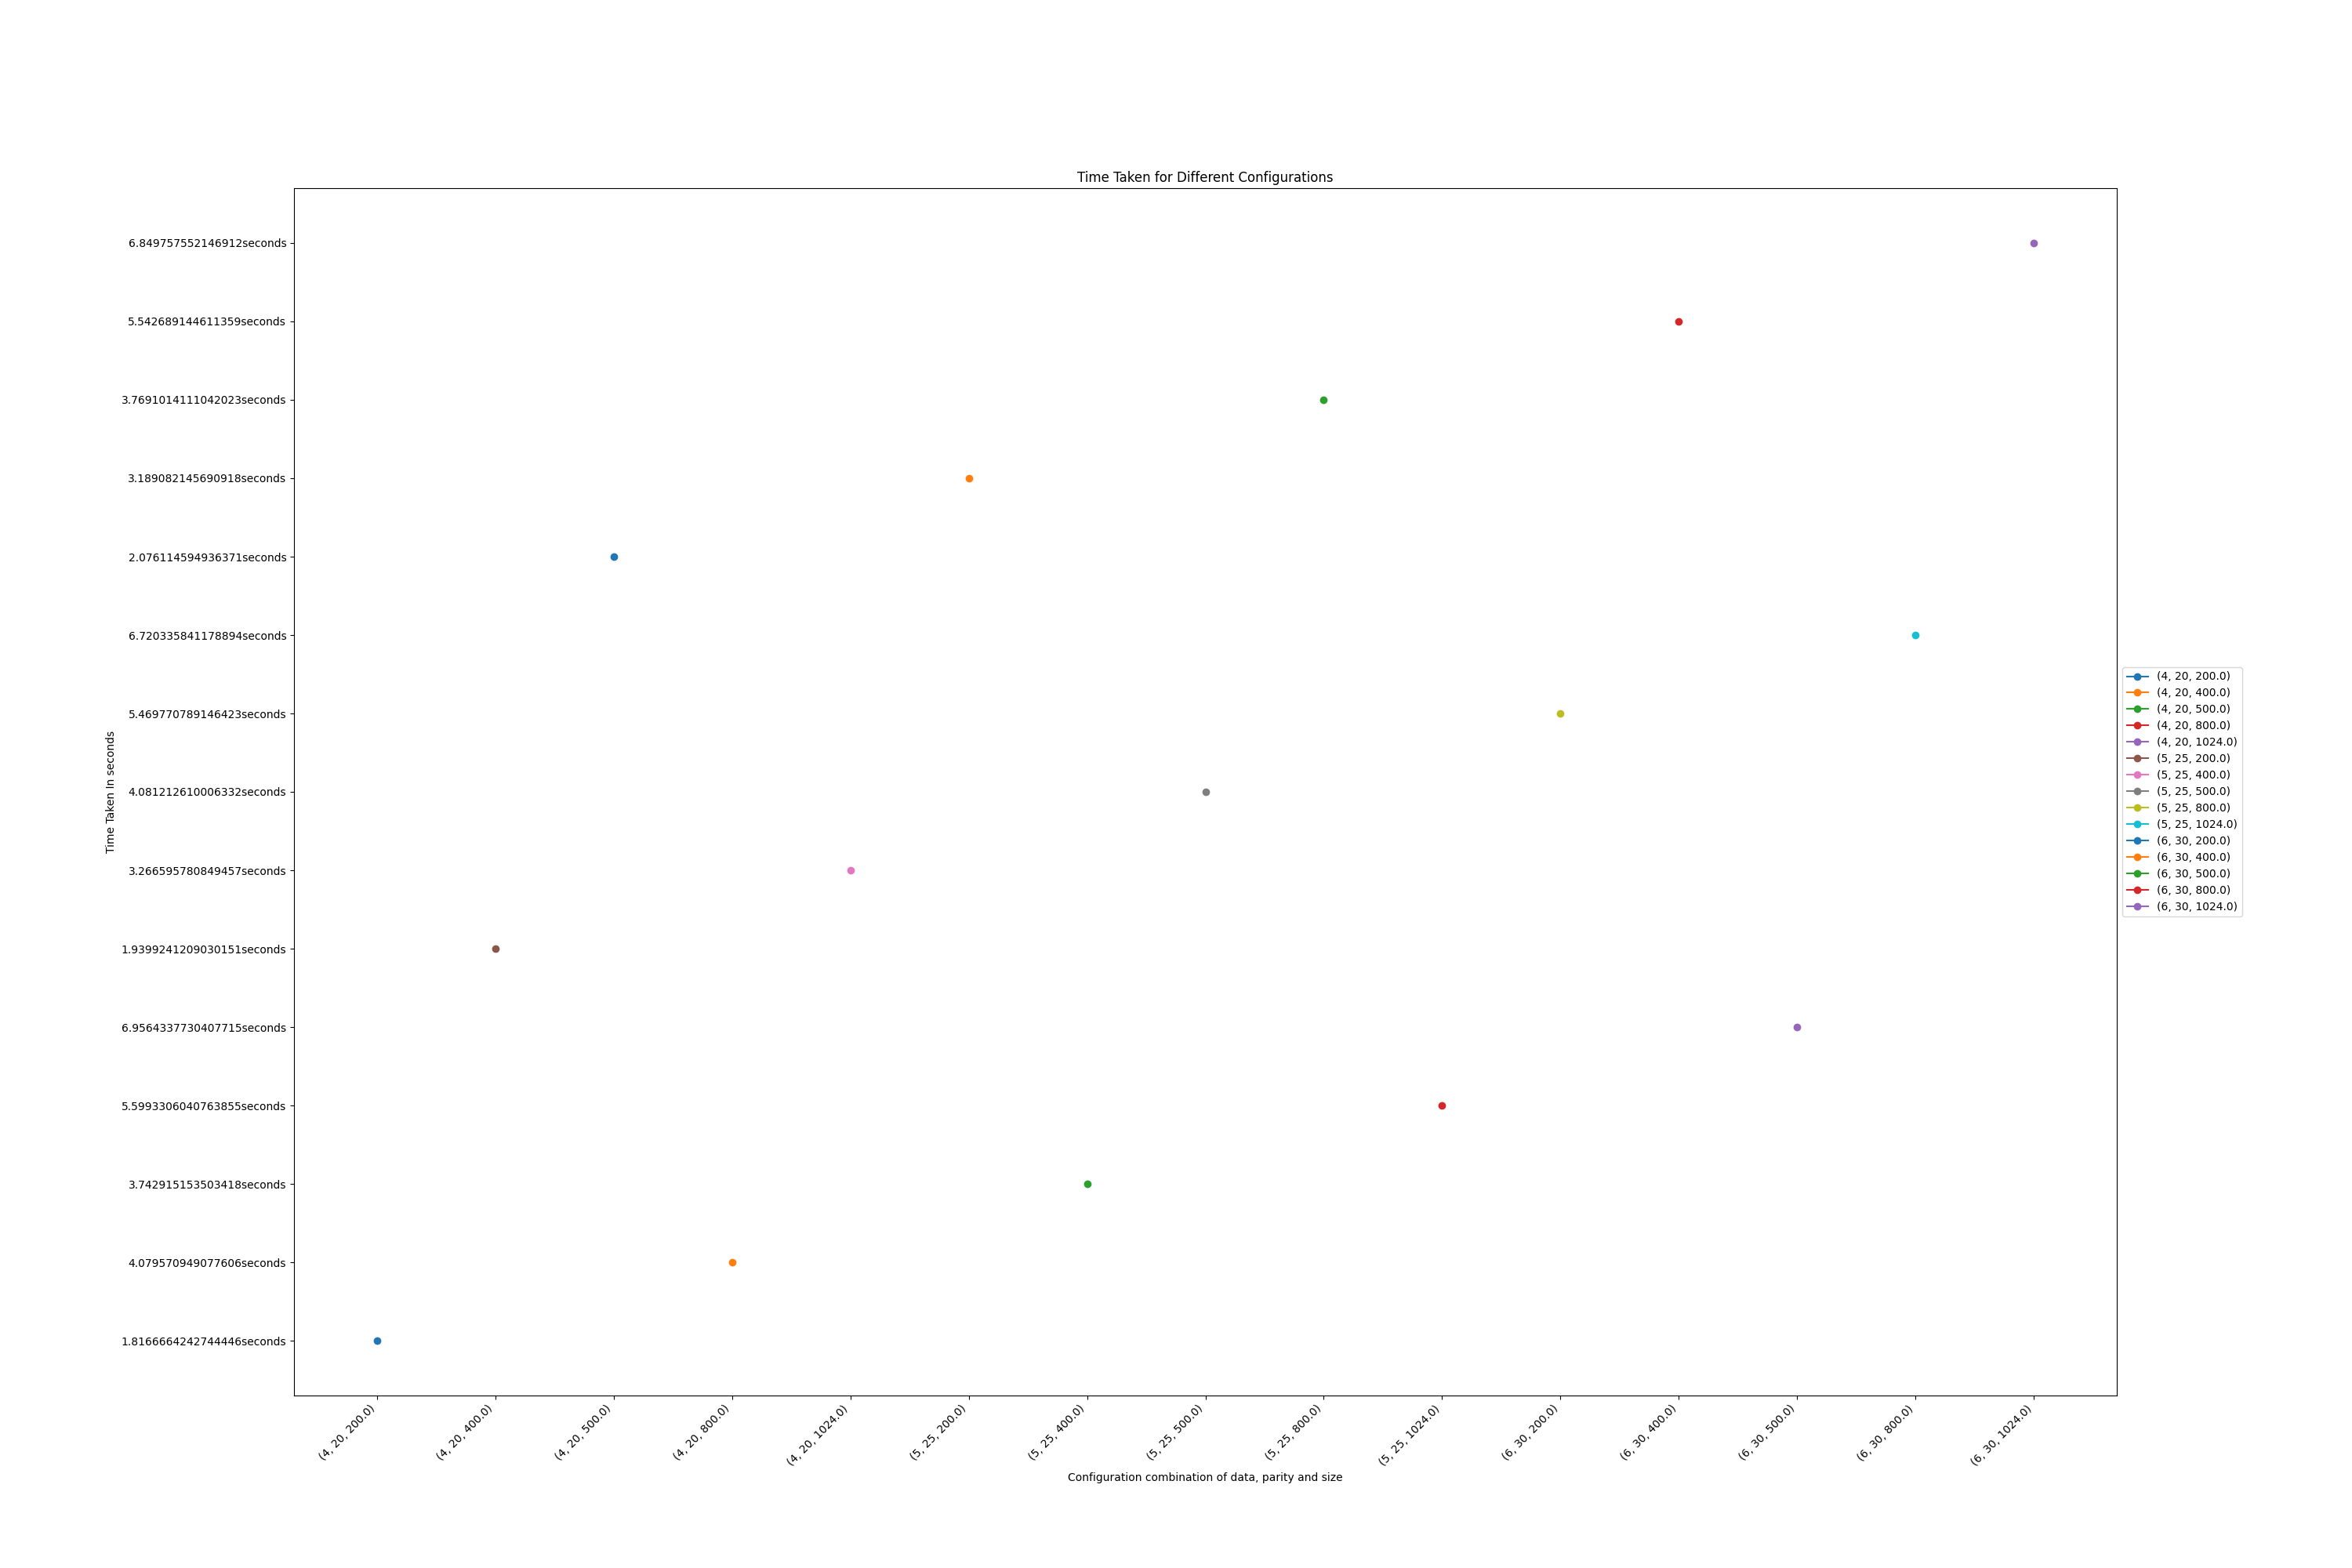 Time Taken for Different Configurations
6.849757552146912seconds
5.542689144611359seconds
3.7691014111042023seconds
3.189082145690918seconds
2.076114594936371seconds
6.720335841178894seconds
5.469770789146423seconds
4.081212610006332seconds
3.266595780849457seconds
1.9399241209030151seconds
6.9564337730407715seconds
5.5993306040763855seconds
3.742915153503418seconds
4.079570949077606seconds
1.8166664242744446seconds
Time Taken In seconds
(4, 20, 200.0)
(4, 20, 400.0)
(4, 20, 500.0)
(4, 20, 800.0)
(4, 20, 1024.0)
(5, 25, 200.0)
(5, 25, 400.0)
(5, 25, 500.0)
(5, 25, 800.0)
(5, 25, 1024.0)
(6, 30, 200.0)
(6, 30, 400.0)
(6, 30, 500.0)
(6, 30, 800.0)
(6, 30, 1024.0)
Configuration combination of data, parity and size
(4, 20, 200.0)
(4, 20, 400.0)
(4, 20, 500.0)
(4, 20, 800.0)
(4, 20, 1024.0)
(5, 25, 200.0)
(5, 25, 400.0)
(5, 25, 500.0)
(5, 25, 800.0)
(5, 25, 1024.0)
(6, 30, 200.0)
(6, 30, 400.0)
(6, 30, 500.0)
(6, 30, 800.0)
(6, 30, 1024.0)